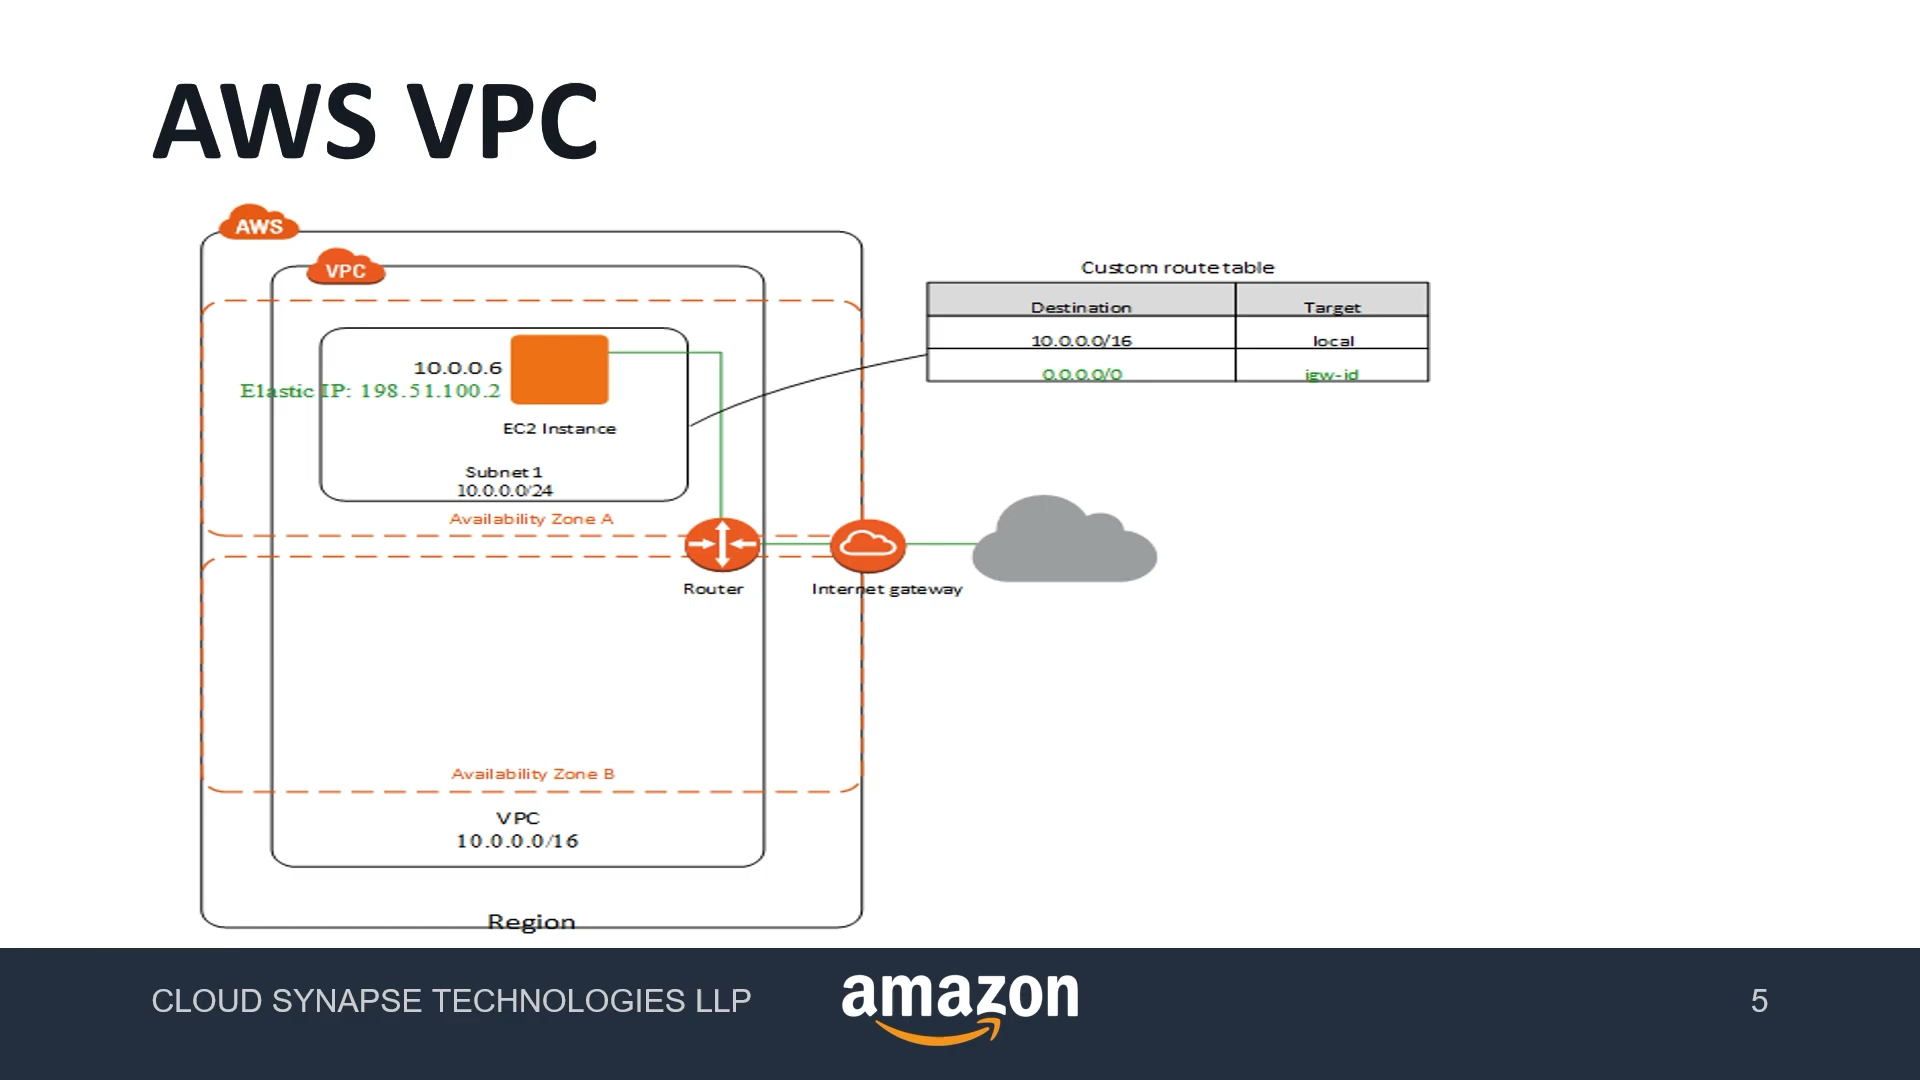 AWS VPC
AWS
VPC
Custom route table
Destination Target
10.0.0.0/16 local
0.0.0.0/0 igw-id
10.0.0.6
Elastic IP: 198.51.100.2
EC2 Instance
Subnet 1
10.0.0.0/24
Availability Zone A
Router
Internet gateway
Availability Zone B
VPC
10.0.0.0/16
Region
CLOUD SYNAPSE TECHNOLOGIES LLP
amazon
5